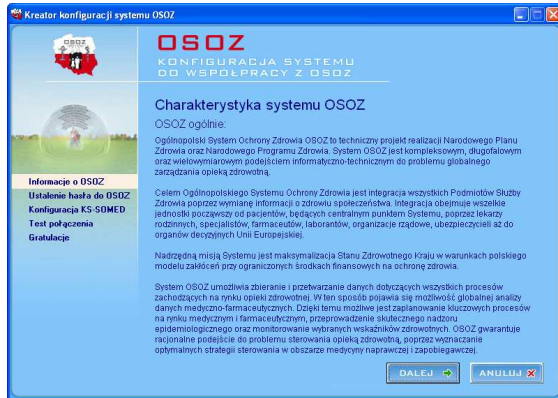 Kreator konfiguracji systemu OSOZ
OSOZ
OSOZ
KONFIGURACJA SYSTEMU
DO WSPÓŁPRACY Z OSOZ
Informacje o OSOZ
Ustalenie hasła do OSOZ
Konfiguracja KS-SOMED
Test połączenia
Gratulacje
Charakterystyka systemu OSOZ
OSOZ ogólnie:
Ogólnopolski System Ochrony Zdrowia OSOZ to techniczny projekt realizacji Narodowego Planu
Zdrowia oraz Narodowego Programu Zdrowia. System OSOZ jest kompleksowym, długofalowym
oraz wielowymiarowym podejściem informatyczno-technicznym do problemu globalnego
zarządzania opieką zdrowotną.
Celem Ogólnopolskiego Systemu Ochrony Zdrowia jest integracja wszystkich Podmiotów Służby
Zdrowia poprzez wymianę informacji o zdrowiu społeczeństwa. Integracja obejmuje wszelkie
jednostki począwszy od pacjentów, będących centralnym punktem Systemu, poprzez lekarzy
rodzinnych, specjalistów, farmaceutów, laborantów, organizacje rządowe, ubezpieczycieli aż do
organów decyzyjnych Unii Europejskiej.
Nadrzędną misją Systemu jest maksymalizacja Stanu Zdrowotnego Kraju w warunkach polskiego
modelu zakłóceń przy ograniczonych środkach finansowych na ochronę zdrowia.
System OSOZ umożliwia zbieranie i przetwarzanie danych dotyczących wszystkich procesów
zachodzących na rynku opieki zdrowotnej. W ten sposób pojawia się możliwość globalnej analizy
danych medyczno-farmaceutycznych. Dzięki temu możliwe jest zaplanowanie kluczowych procesów
na rynku medycznym i farmaceutycznym, przeprowadzenie skutecznego nadzoru
epidemiologicznego oraz monitorowanie wybranych wskaźników zdrowotnych. OSOZ gwarantuje
racjonalne podejście do problemu sterowania opieką zdrowotną, poprzez wyznaczanie
optymalnych strategii sterowania w obszarze medycyny naprawczej i zapobiegawczej.
DALEJ
ANULUJ